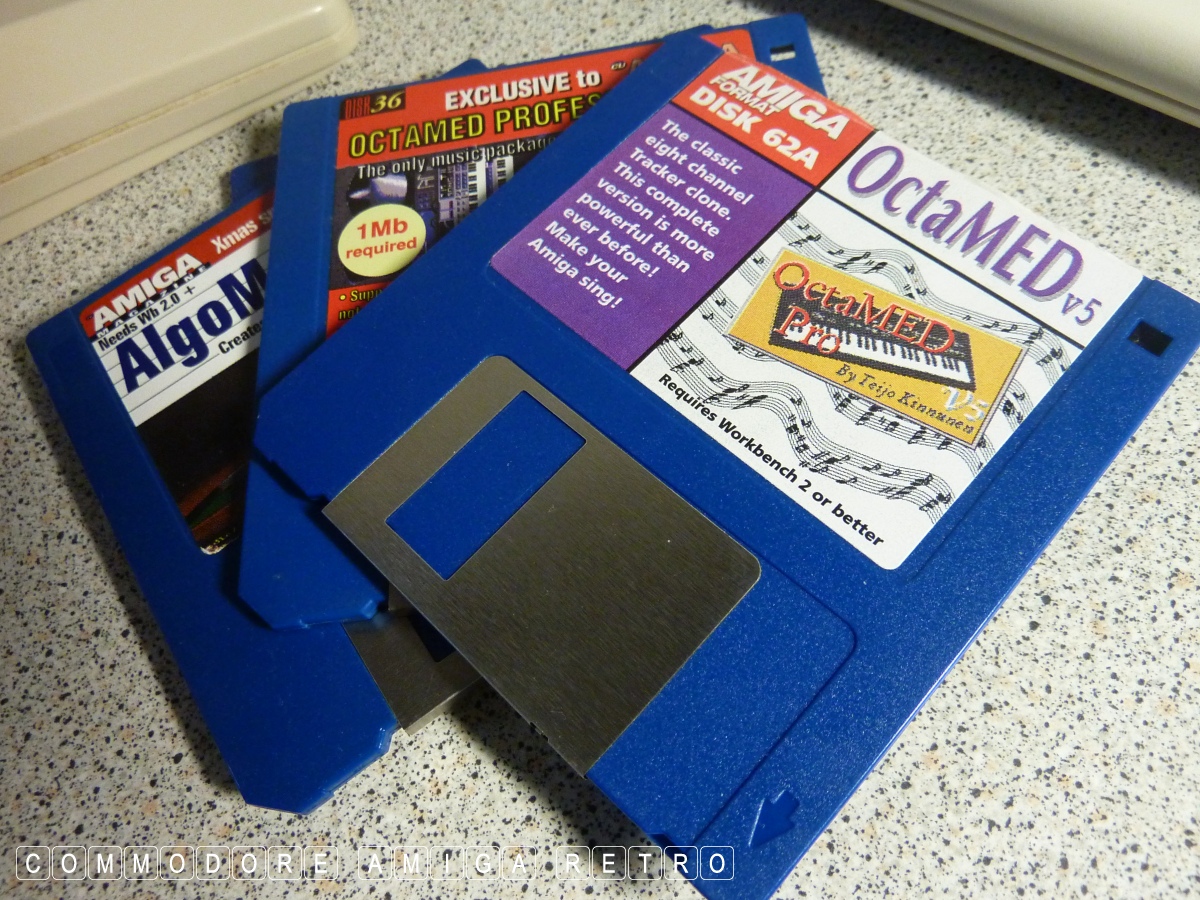 AMIGA
FORMAT
DISK 62A
The classic
eight channel
Tracker clone.
This complete
version is more
powerful than
ever before!
Make your
Amiga sing!
OctaMED
v5
OctaMED
Pro
By Teijo Kinnunen
V5
Requires Workbench 2 or better
DISK 36
EXCLUSIVE to
CU
OCTAMED PROFES
The only music package
1Mb
required
AMIGA
Xmas
Needs Wb 2.0 +
AlgoM
Create
COMMODORE AMIGA RETRO